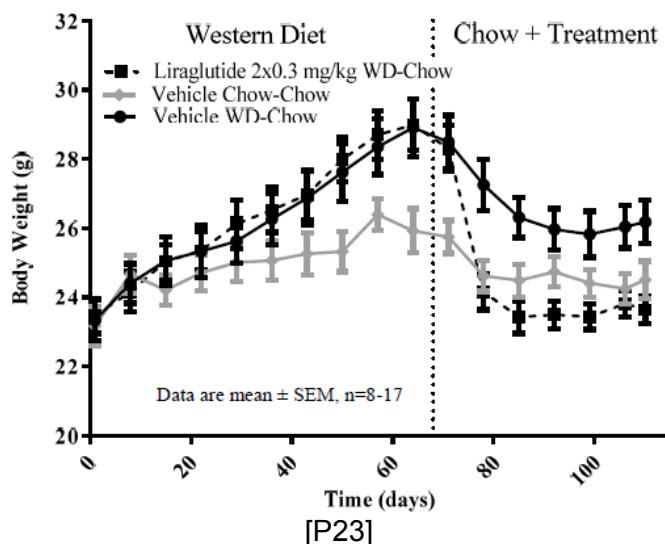 Western Diet
Chow + Treatment
Liraglutide 2x0.3 mg/kg WD-Chow
Vehicle Chow-Chow
Vehicle WD-Chow
Body Weight (g)
32
30
28
26
24
22
20
Data are mean ± SEM, n=8-17
0
20
40
60
80
100
Time (days)
[P23]